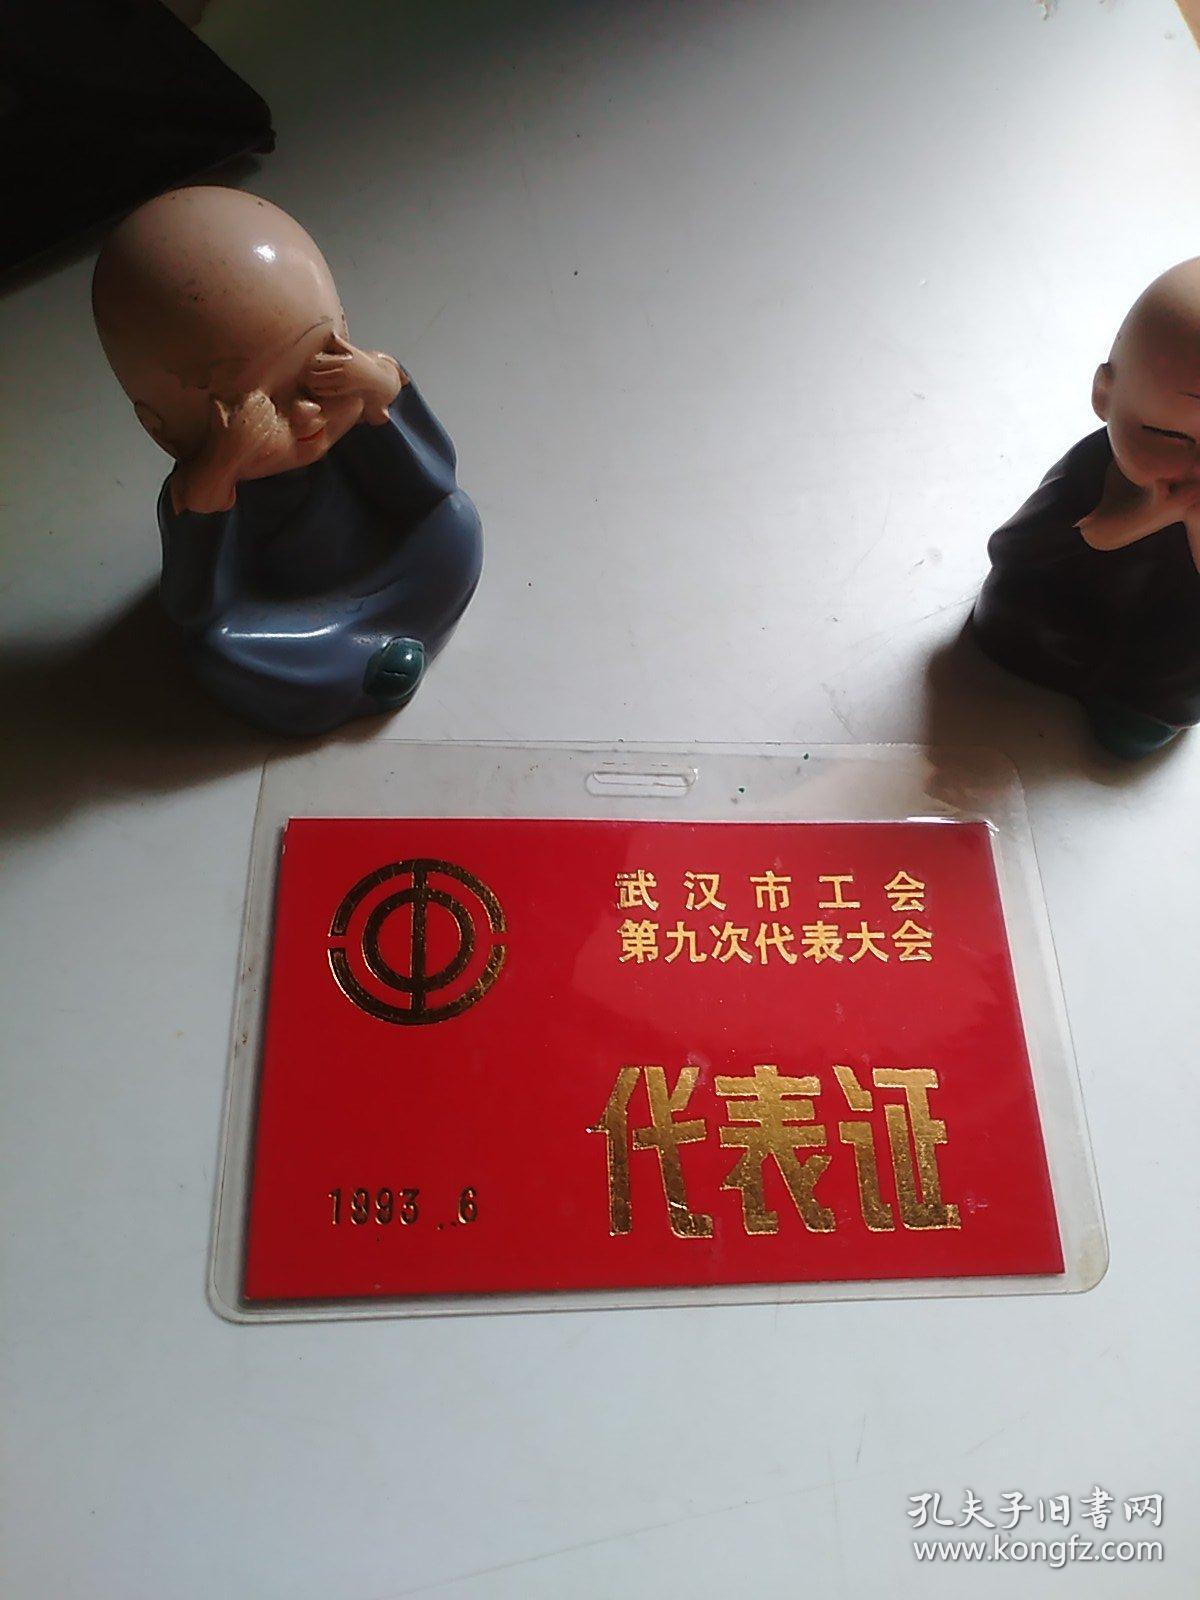 武汉市工会
第九次代表大会
代表证
1993.6
孔夫子旧书网
www.kongfz.com